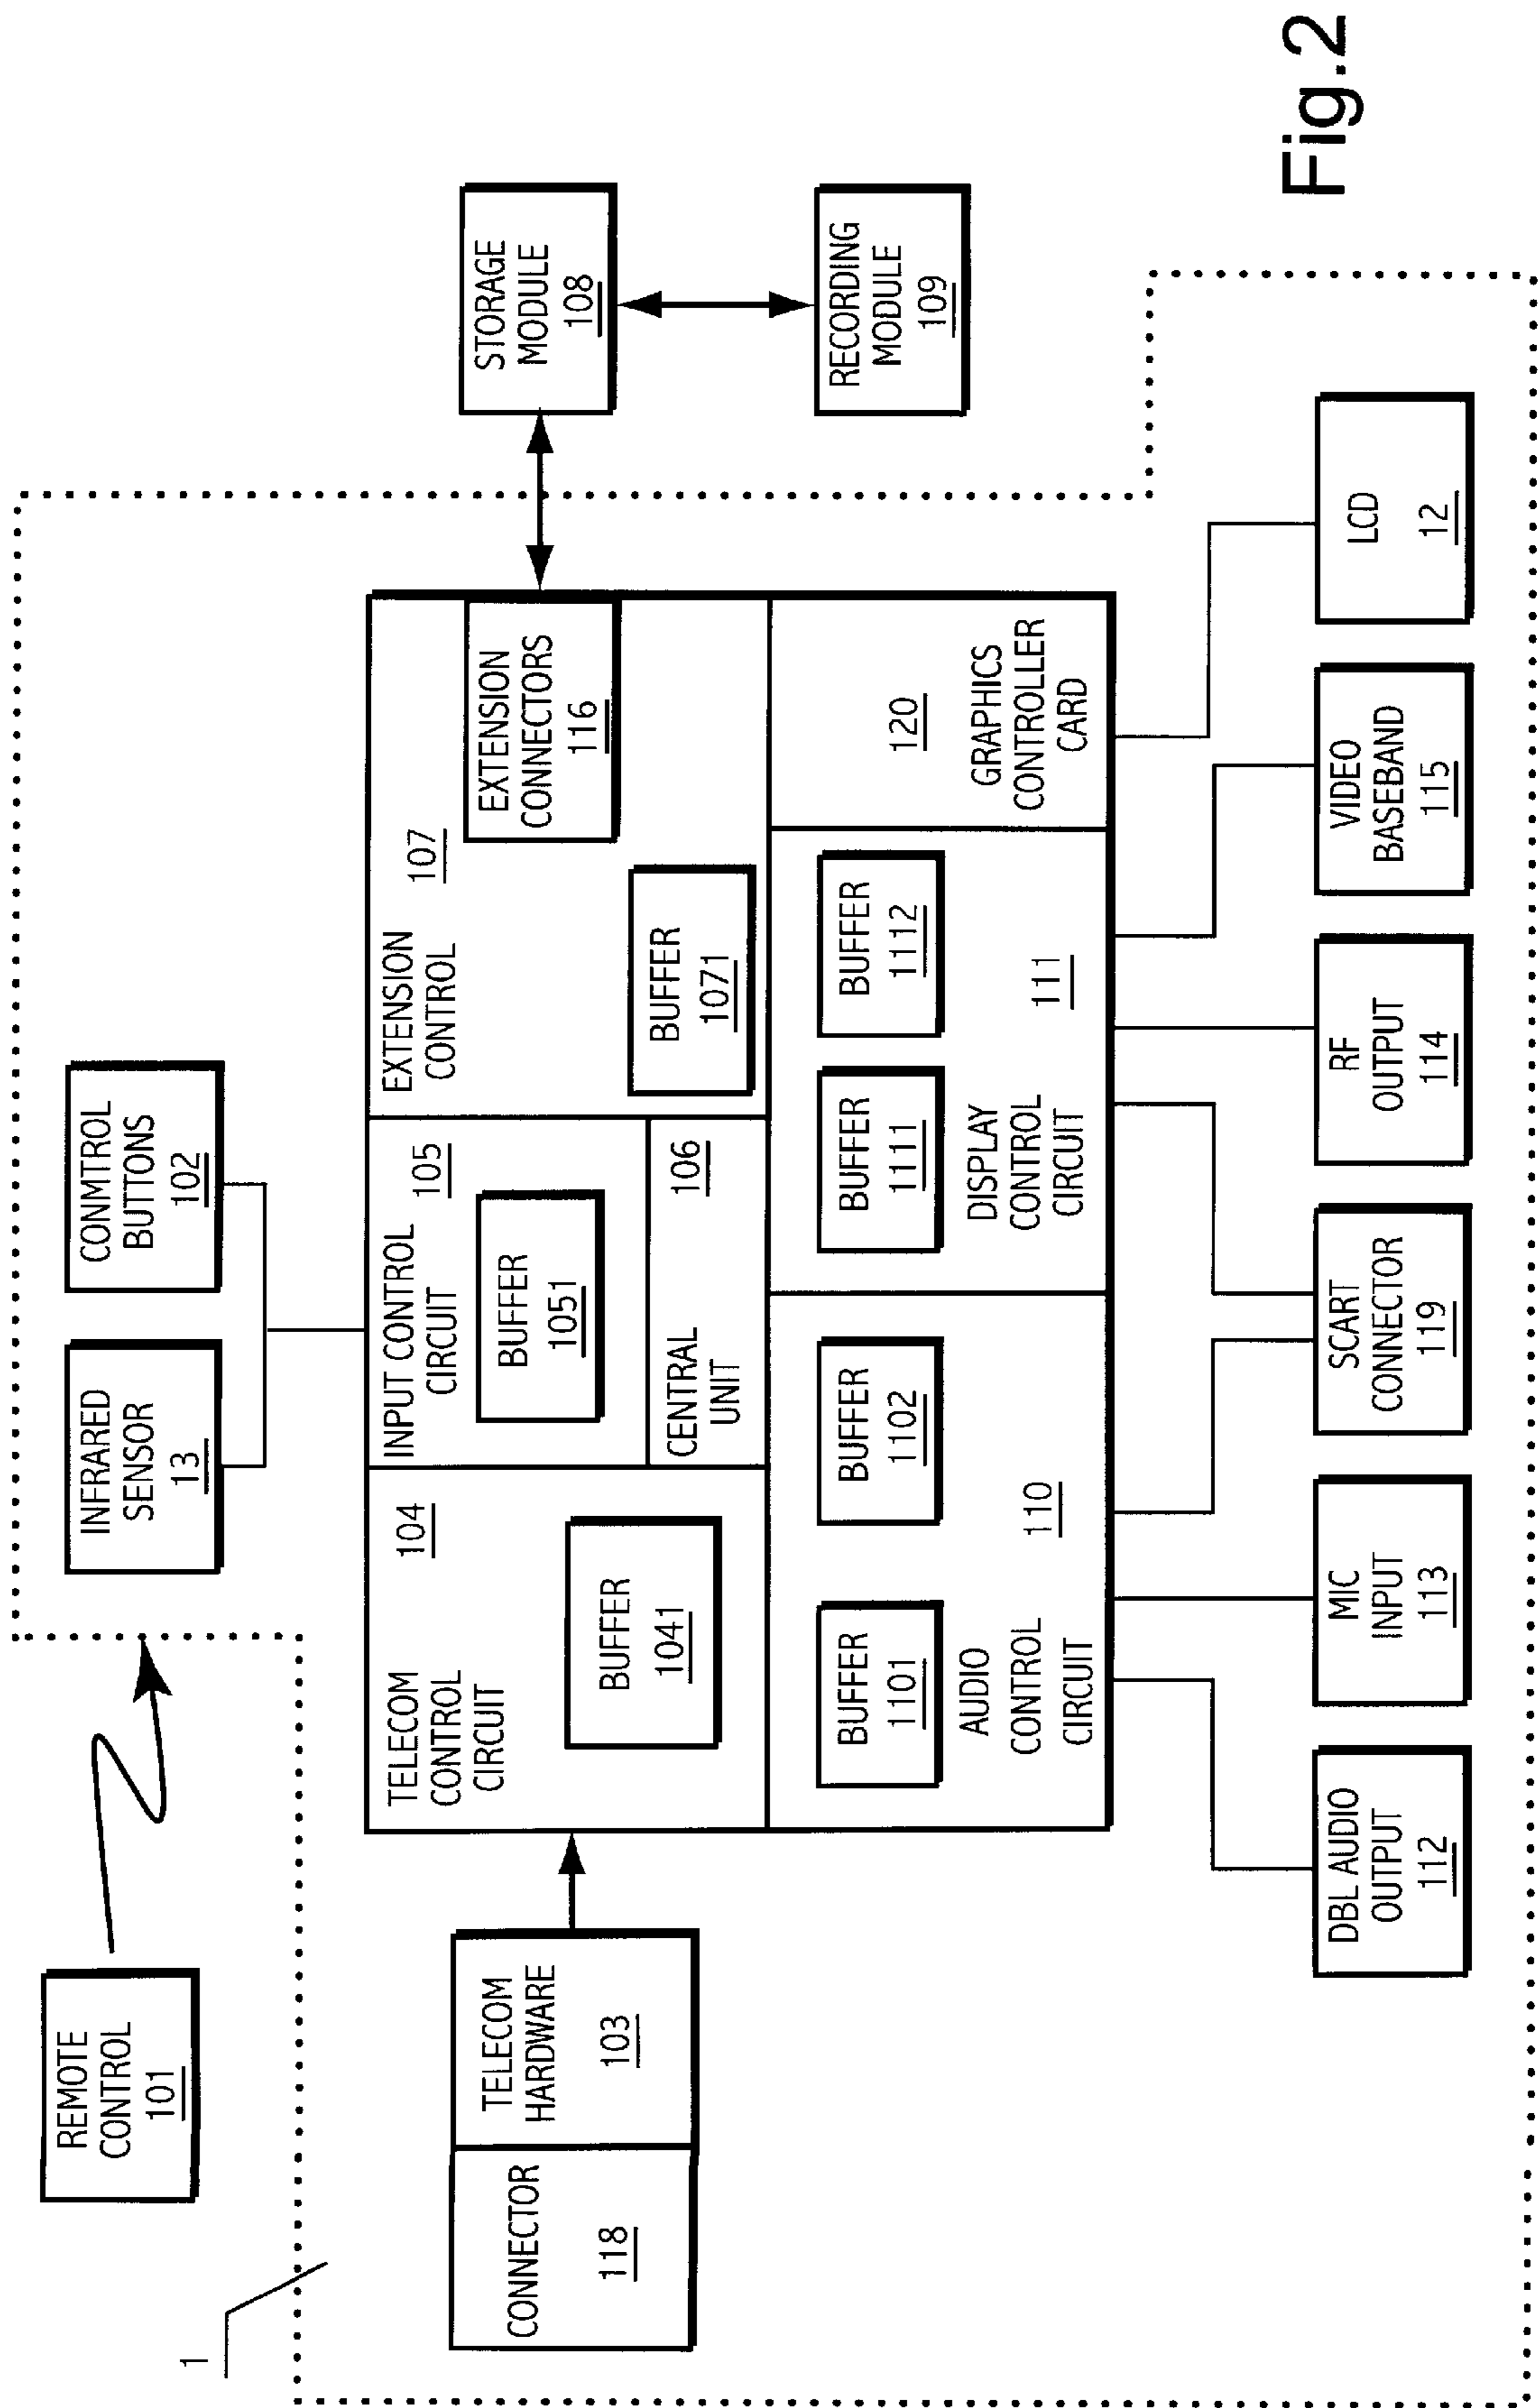 REMOTE
CONTROL
101
INFRARED
SENSOR
13
CONMTROL
BUTTONS
102
1
CONNECTOR
118
TELECOM
HARDWARE
103
TELECOM
CONTROL
CIRCUIT
104
BUFFER
1041
INPUT CONTROL
CIRCUIT
105
BUFFER
1051
CENTRAL
UNIT
106
EXTENSION
CONTROL
107
BUFFER
1071
EXTENSION
CONNECTORS
116
STORAGE
MODULE
108
RECORDING
MODULE
109
BUFFER
1101
BUFFER
1102
AUDIO
CONTROL
CIRCUIT
110
BUFFER
1111
BUFFER
1112
DISPLAY
CONTROL
CIRCUIT
111
120
GRAPHICS
CONTROLLER
CARD
DBL AUDIO
OUTPUT
112
MIC
INPUT
113
SCART
CONNECTOR
119
RF
OUTPUT
114
VIDEO
BASEBAND
115
LCD
12
Fig.2